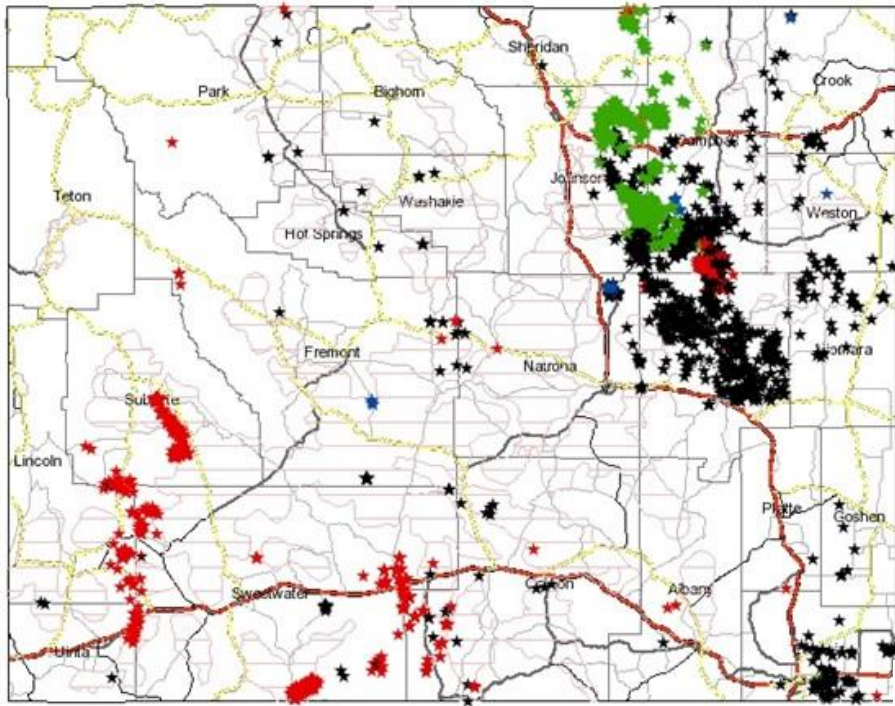 Sheridan
Crook
Park
Bighorn
Campbe
Johnson
Teton
Washakie
Weston
Hot Springs
Fremont
Natrona
Niobrara
Sublette
Lincoln
Platte
Goshen
Sweetwater
Carbon
Albany
Uinta